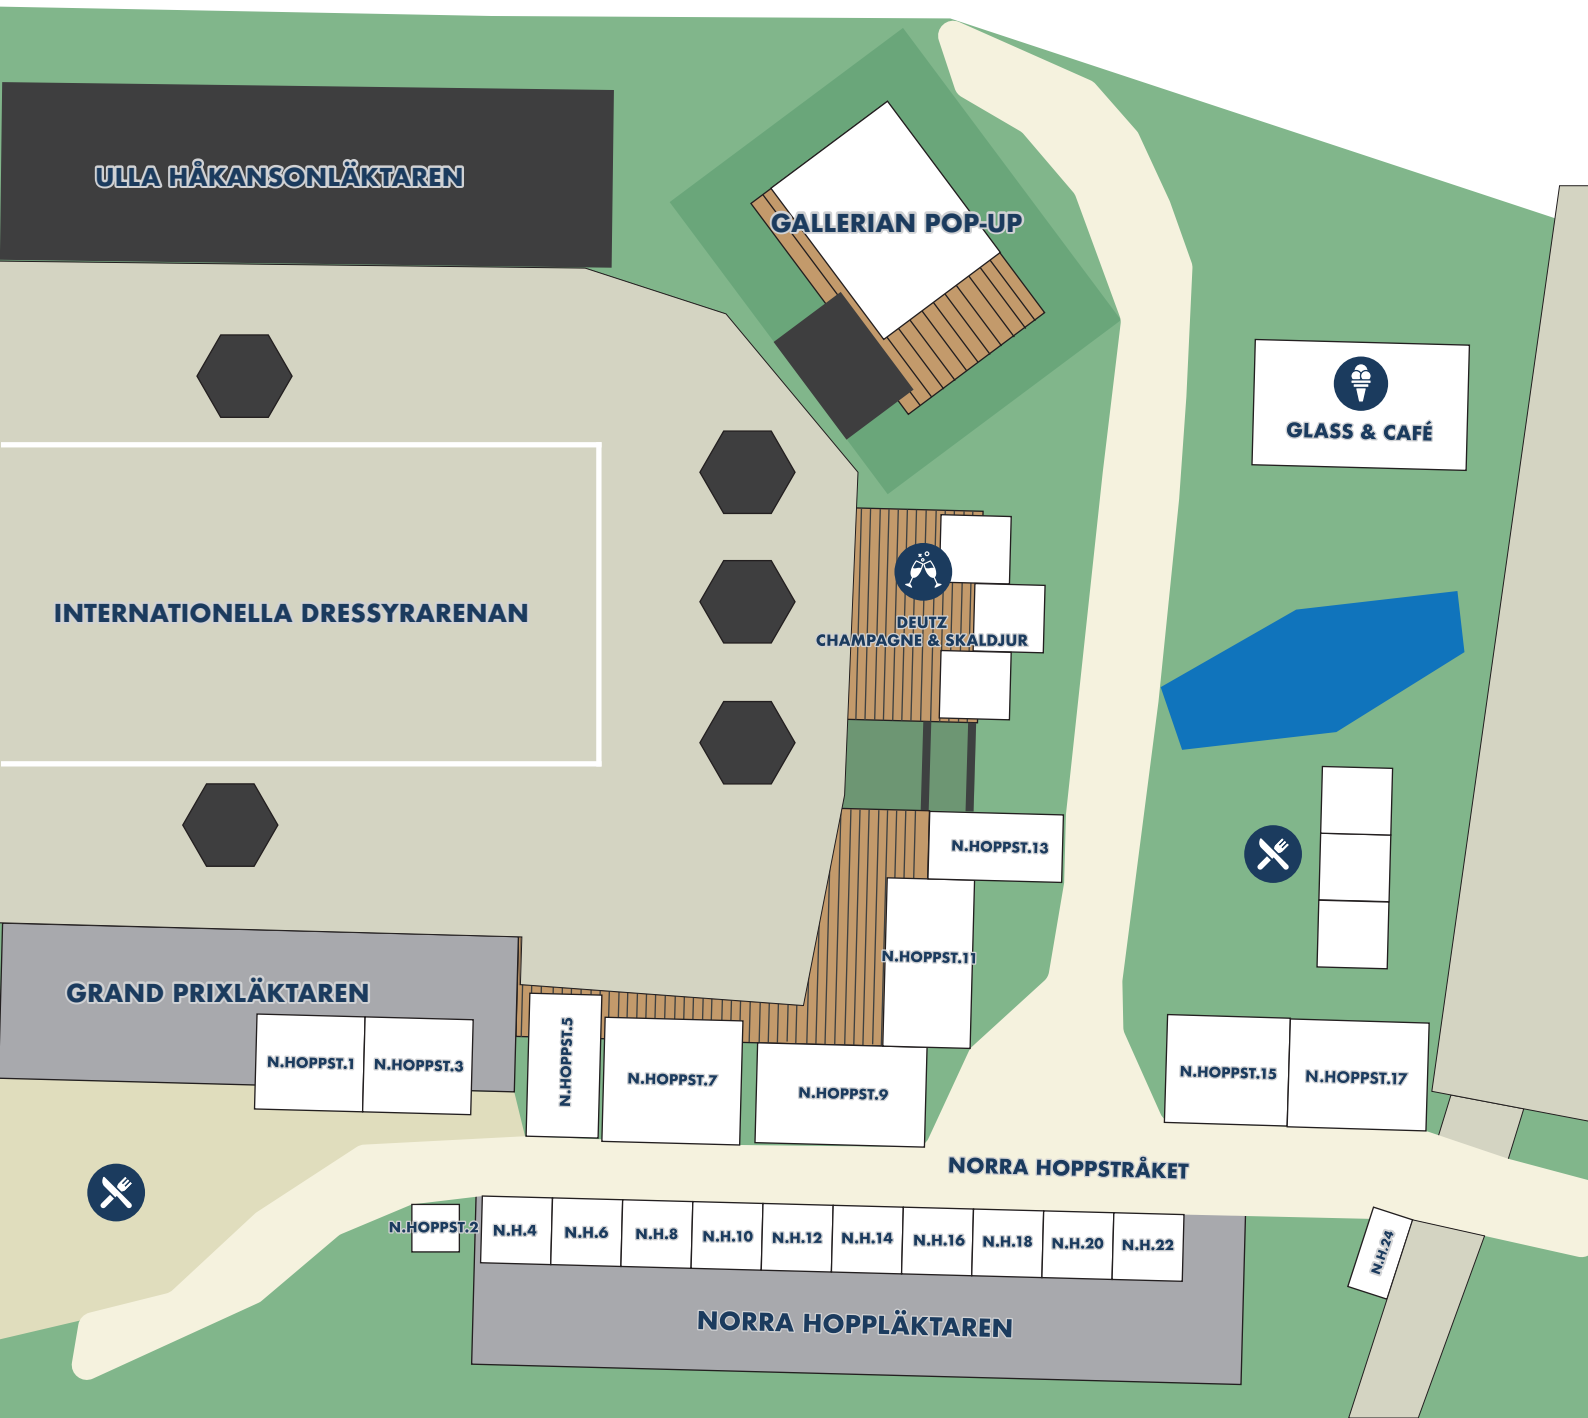 ULLA HÅKANSONLÄKTAREN
GALLERIAN POP-UP
GLASS & CAFÉ
INTERNATIONELLA DRESSYRARENAN
DEUTZ
CHAMPAGNE & SKALDJUR
N.HOPPST.13
N.HOPPST.11
GRAND PRIXLÄKTAREN
N.HOPPST.1
N.HOPPST.3
N.HOPPST.5
N.HOPPST.7
N.HOPPST.9
N.HOPPST.15
N.HOPPST.17
NORRA HOPPSTRÅKET
N.HOPPST.2
N.H.4
N.H.6
N.H.8
N.H.10
N.H.12
N.H.14
N.H.16
N.H.18
N.H.20
N.H.22
N.H.24
NORRA HOPPLÄKTAREN